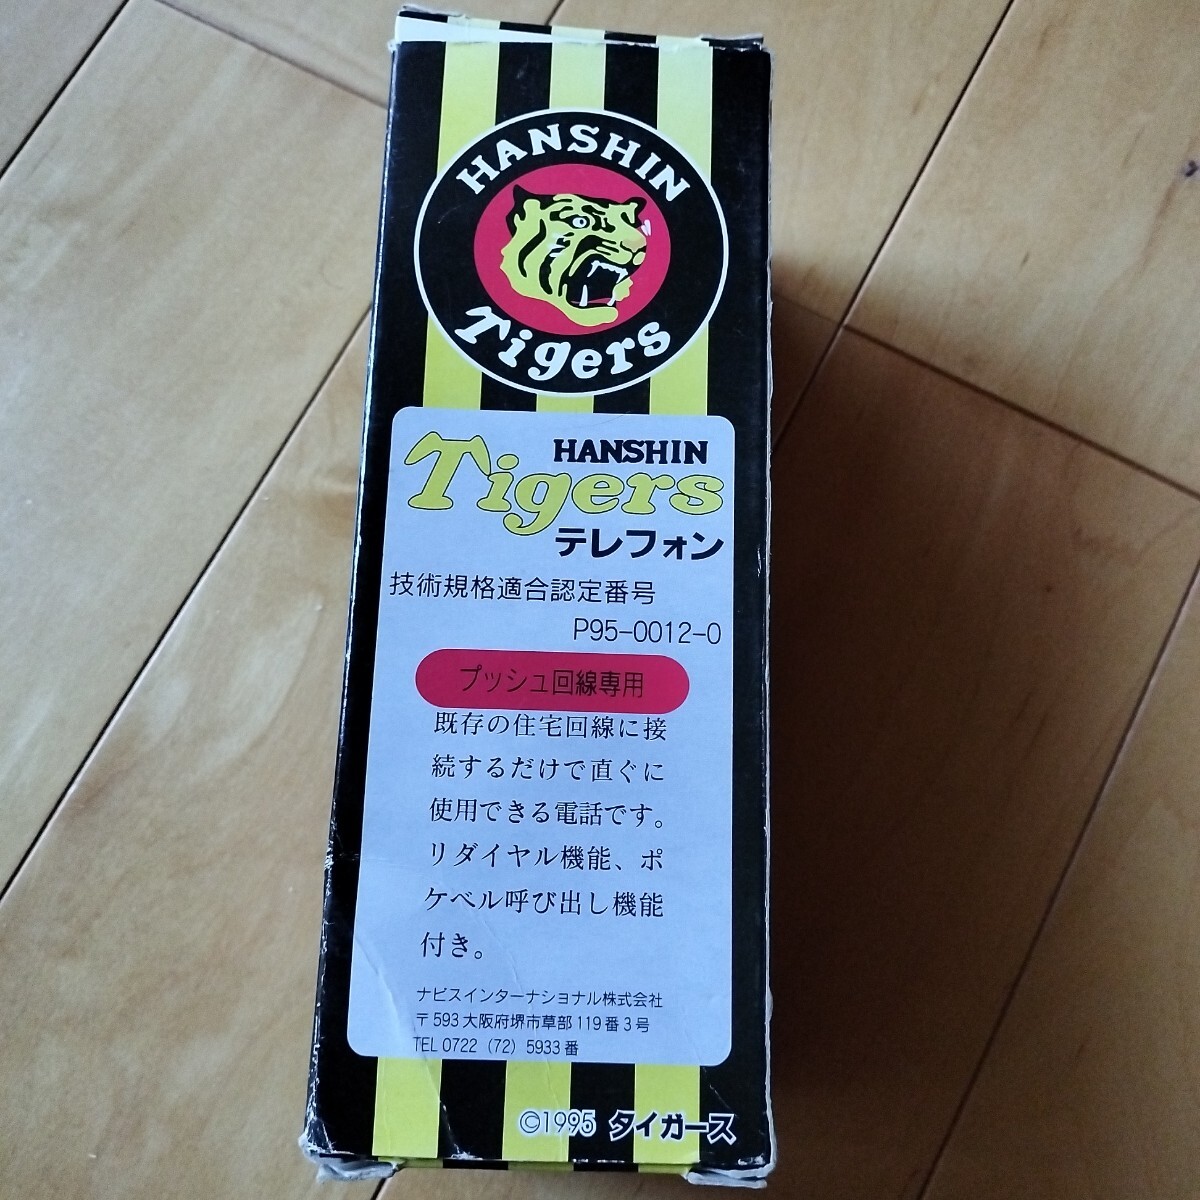 HANSHIN
Tigers
HANSHIN
Tigers
テレフォン
技術規格適合認定番号
P95-0012-0
プッシュ回線専用
既存の住宅回線に接
続するだけで直ぐに
使用できる電話です。
リダイヤル機能、ポ
ケベル呼び出し機能
付き。
ナビスインターナショナル株式会社
〒593大阪府堺市草部119番3号
TEL 0722 (72) 5933番
©1995 タイガース